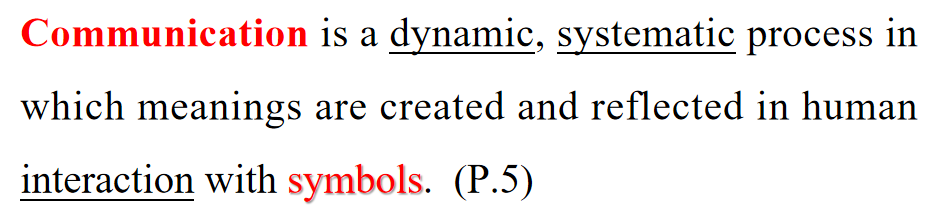 Communication is a dynamic, systematic process in
which meanings are created and reflected in human
interaction with symbols. (P.5)